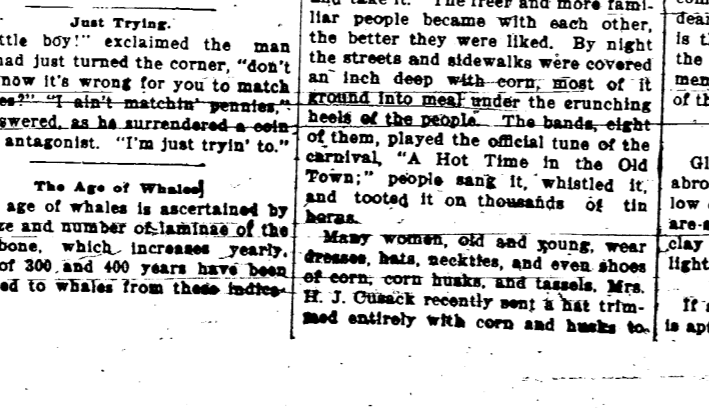 Just Trying.
ttle boy!" exclaimed the man
had just turned the corner, "don't
now it's wrong for you to match
es?" "I ain't matchin' pennies,"
swered, as he surrendered a coin
antagonist. "I'm just tryin' to."
The Age of Whales
age of whales is ascertained by
ze and number of laminae of the
bone, which increases yearly.
of 300 and 400 years have been
ed to whales from these indica-
and take it. The freer and more fami-
liar people became with each other,
the better they were liked. By night
the streets and sidewalks were covered
an inch deep with corn, most of it
ground into meal under the crunching
heels of the people. The bands, eight
of them, played the official tune of the
carnival, "A Hot Time in the Old
Town;" people sang it, whistled it,
and tooted it on thousands of tin
horns.
Many women, old and young, wear
dresses, hats, neckties, and even shoes
of corn, corn husks, and tassels. Mrs.
H. J. Cusack recently sent a hat trim-
med entirely with corn and husks to
deal
is t
the
men
of th
Gl
abro
low
are
clay
light
If
is apt